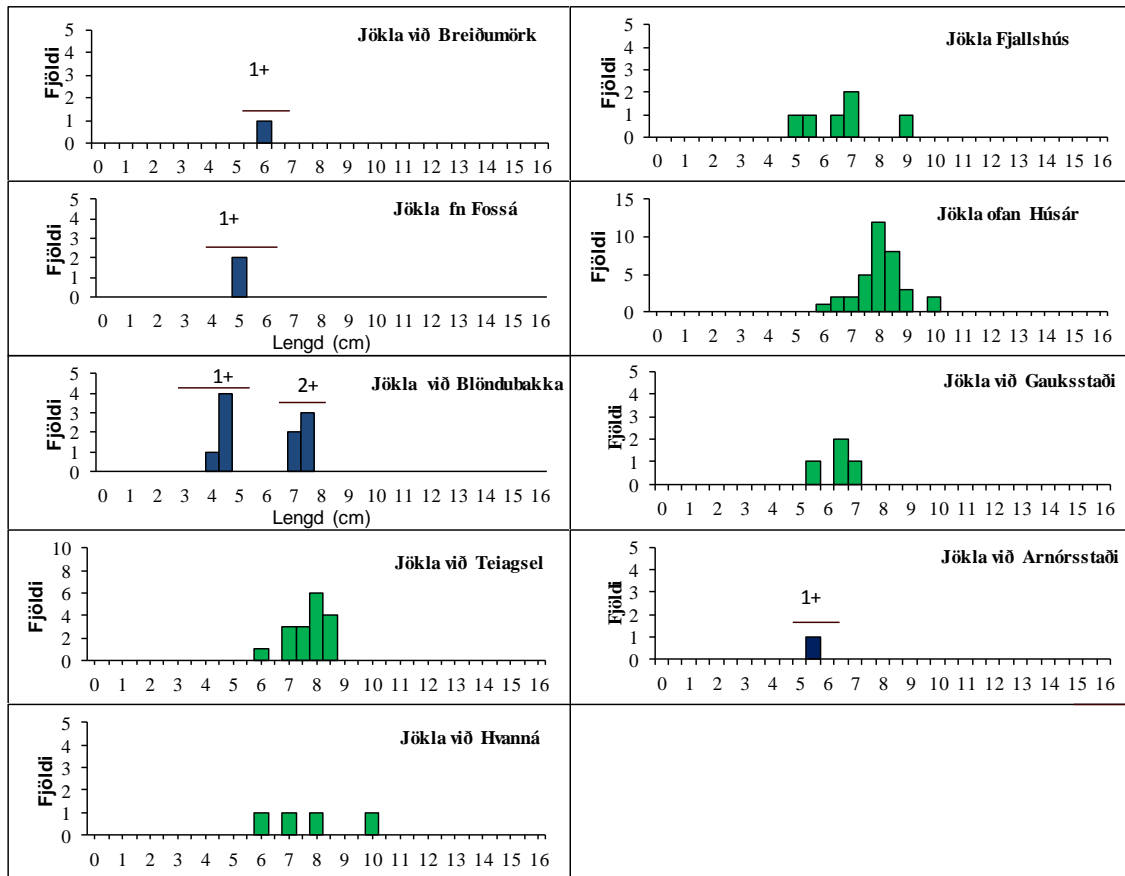 Jökla við Breiðumörk
Fjöldi
5
4
3
2
1
0
1+
0 1 2 3 4 5 6 7 8 9 10 11 12 13 14 15 16
Jökla Fjallshús
Fjöldi
5
4
3
2
1
0
0 1 2 3 4 5 6 7 8 9 10 11 12 13 14 15 16
Jökla fn Fossá
Fjöldi
5
4
3
2
1
0
1+
0 1 2 3 4 5 6 7 8 9 10 11 12 13 14 15 16
Lengd (cm)
Jökla ofan Húsár
Fjöldi
15
10
5
0
0 1 2 3 4 5 6 7 8 9 10 11 12 13 14 15 16
Jökla við Blöndubakka
Fjöldi
5
4
3
2
1
0
1+ 2+
0 1 2 3 4 5 6 7 8 9 10 11 12 13 14 15 16
Lengd (cm)
Jökla við Gauksstaði
Fjöldi
5
4
3
2
1
0
0 1 2 3 4 5 6 7 8 9 10 11 12 13 14 15 16
Jökla við Teiagsel
Fjöldi
10
8
6
4
2
0
0 1 2 3 4 5 6 7 8 9 10 11 12 13 14 15 16
Jökla við Arnórsstaði
Fjöldi
5
4
3
2
1
0
1+
0 1 2 3 4 5 6 7 8 9 10 11 12 13 14 15 16
Jökla við Hvanná
Fjöldi
5
4
3
2
1
0
0 1 2 3 4 5 6 7 8 9 10 11 12 13 14 15 16